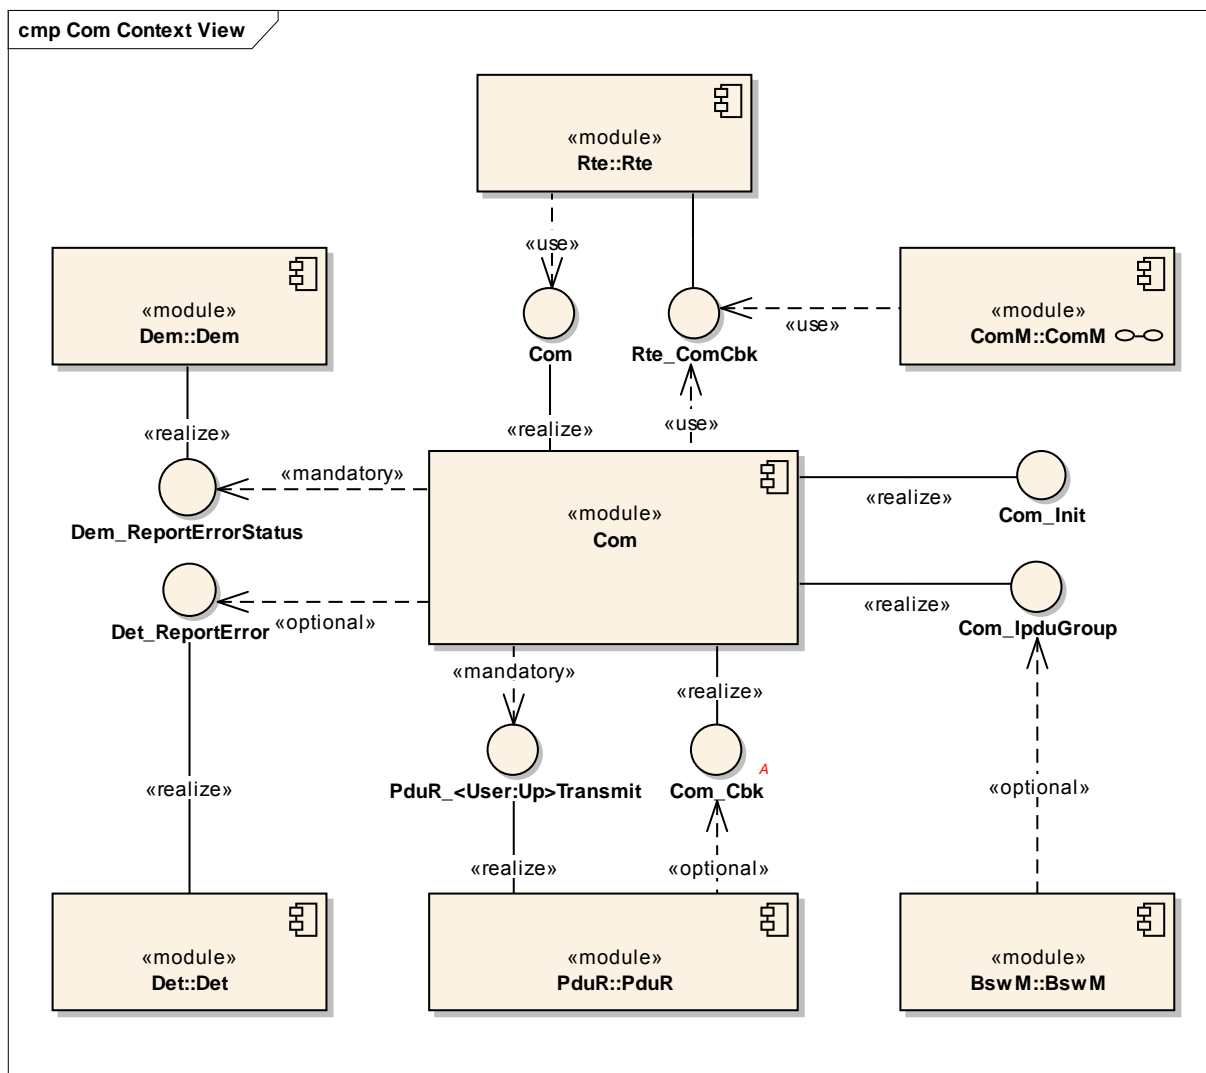 cmp Com Context View
«module»
Rte::Rte
«use»
«module»
Dem::Dem
«module»
ComM::ComM
«use»
Com
Rte_ComCbk
«realize»
«realize»
«use»
«mandatory»
Dem_ReportErrorStatus
«module»
Com
«realize»
Com_Init
«realize»
Com_IpduGroup
Det_ReportError
«optional»
«mandatory»
«realize»
A
PduR_<User:Up>Transmit
Com_Cbk
«realize»
«optional»
«realize»
«optional»
«module»
Det::Det
«module»
PduR::PduR
«module»
BswM::BswM